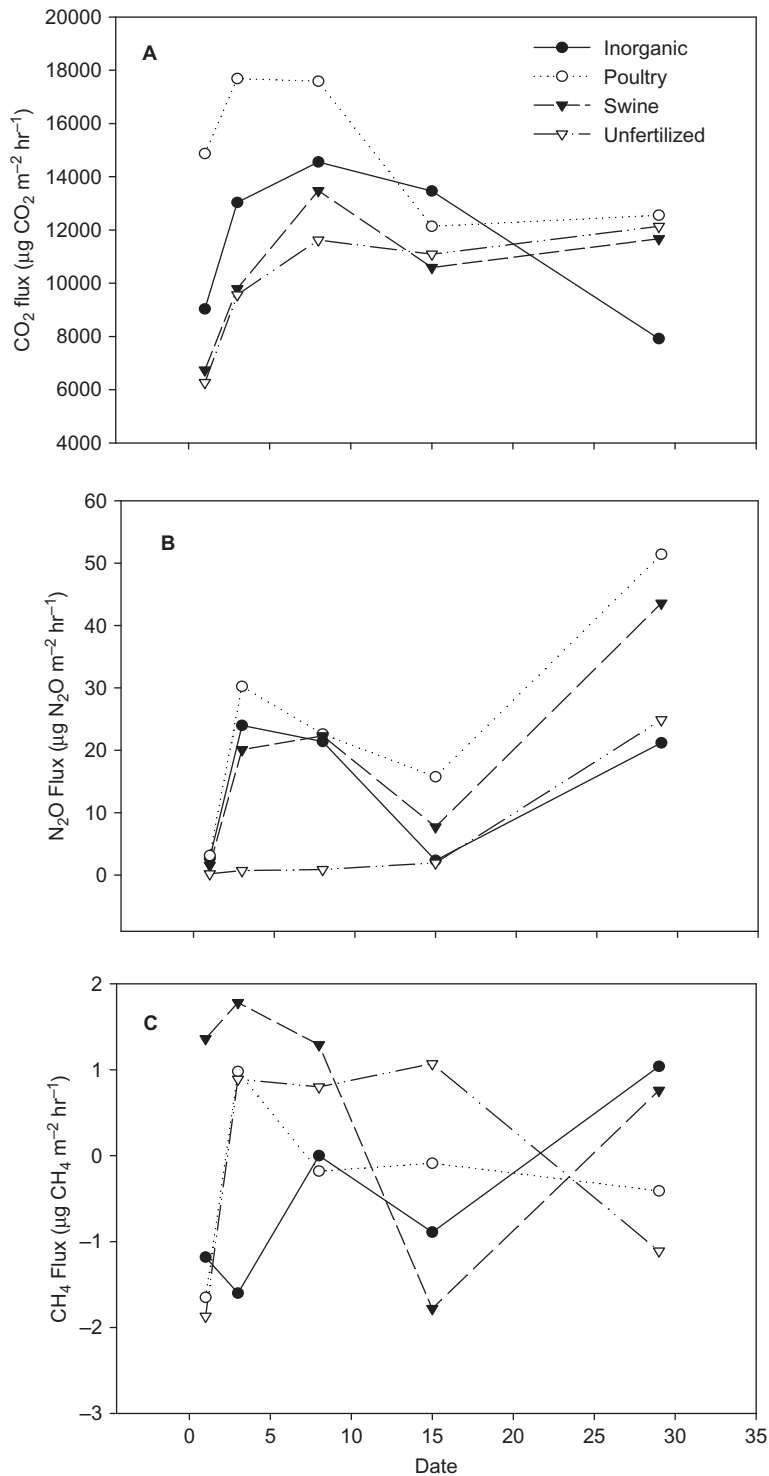 A
Inorganic
Poultry
Swine
Unfertilized
20000
18000
16000
14000
12000
10000
8000
6000
4000
CO₂ flux (μg CO₂ m⁻² hr⁻¹)
B
60
50
40
30
20
10
0
N₂O Flux (μg N₂O m⁻² hr⁻¹)
C
2
1
0
–1
–2
–3
CH₄ Flux (μg CH₄ m⁻² hr⁻¹)
0 5 10 15 20 25 30 35
Date